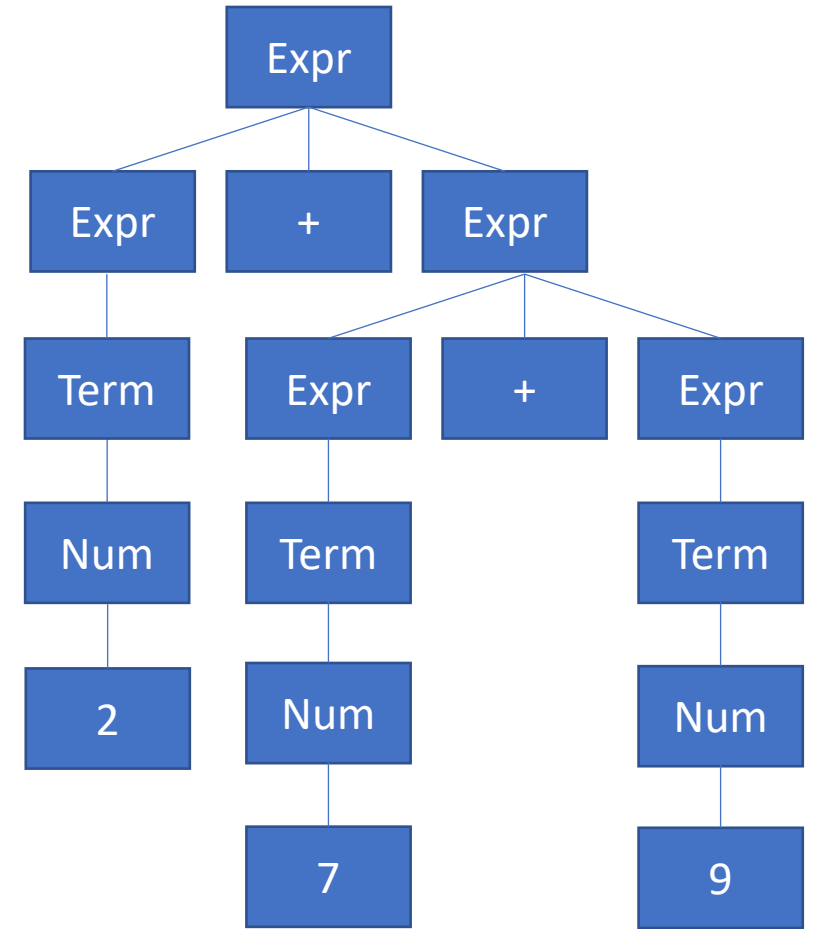 Expr
Expr + Expr
Term Expr + Expr
Num Term Term
2 Num Num
7 9